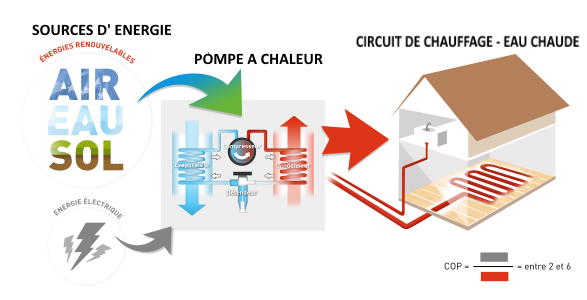 SOURCES D' ENERGIE
ÉNERGIES RENOUVELABLES
AIR
EAU
SOL
ÉNERGIE ÉLECTRIQUE
POMPE A CHALEUR
Compresseur
Evaporateur
Condenseur
Détendeur
CIRCUIT DE CHAUFFAGE - EAU CHAUDE
COP = = entre 2 et 6